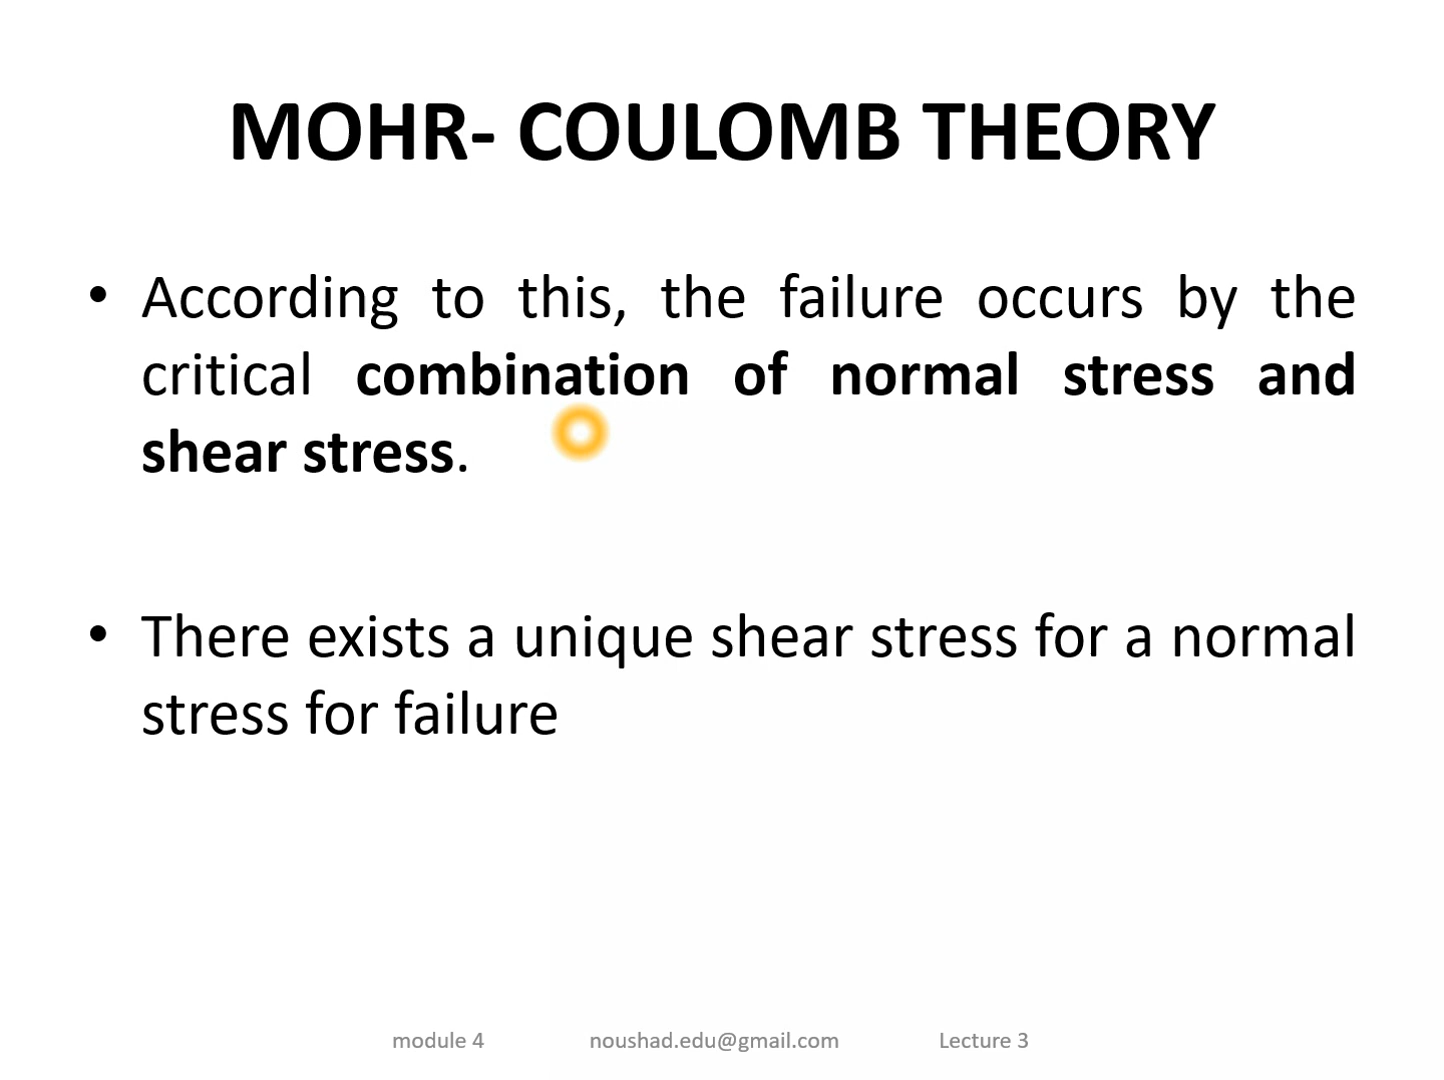 MOHR- COULOMB THEORY
• According to this, the failure occurs by the
critical combination of normal stress and
shear stress.
• There exists a unique shear stress for a normal
stress for failure
module 4 noushad.edu@gmail.com Lecture 3